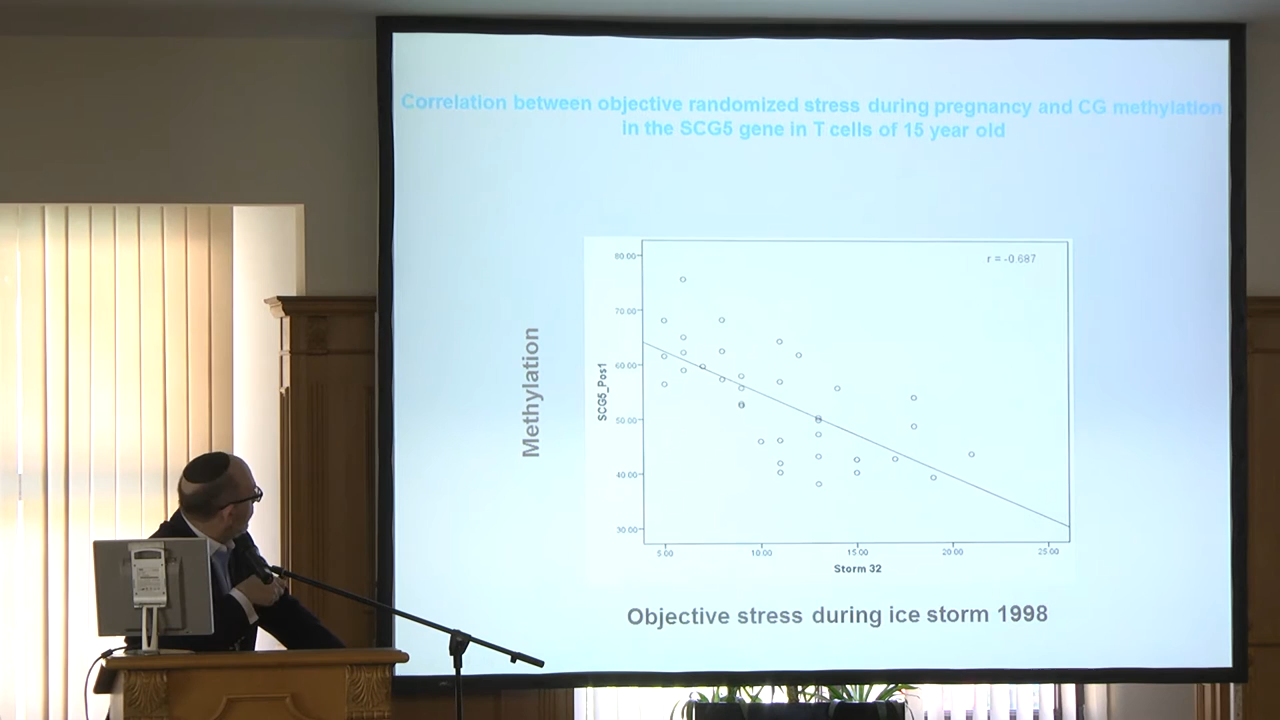 Correlation between objective randomized stress during pregnancy and CG methylation
in the SCG5 gene in T cells of 15 year old
r = -0.687
80.00
70.00
60.00
50.00
40.00
30.00
SCG5_Pos1
Methylation
5.00
10.00
15.00
20.00
25.00
Storm 32
Objective stress during ice storm 1998